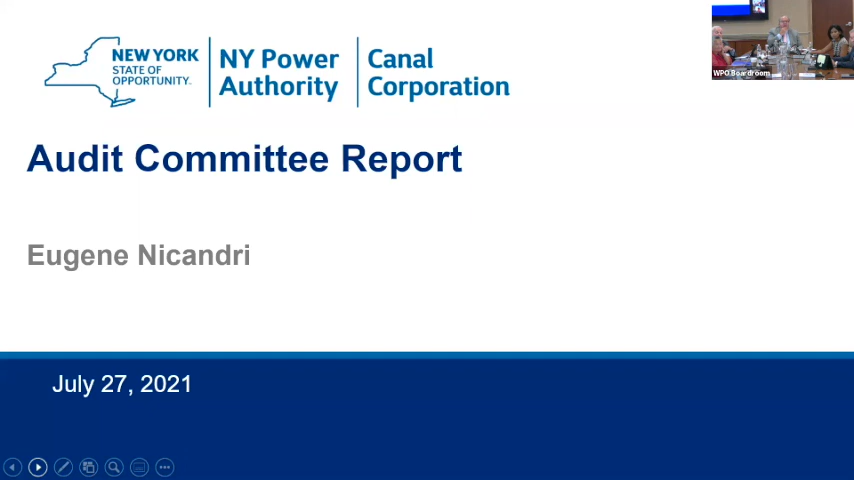 NEW YORK
STATE OF
OPPORTUNITY.
NY Power
Authority
Canal
Corporation
WPO Boardroom
Audit Committee Report
Eugene Nicandri
July 27, 2021